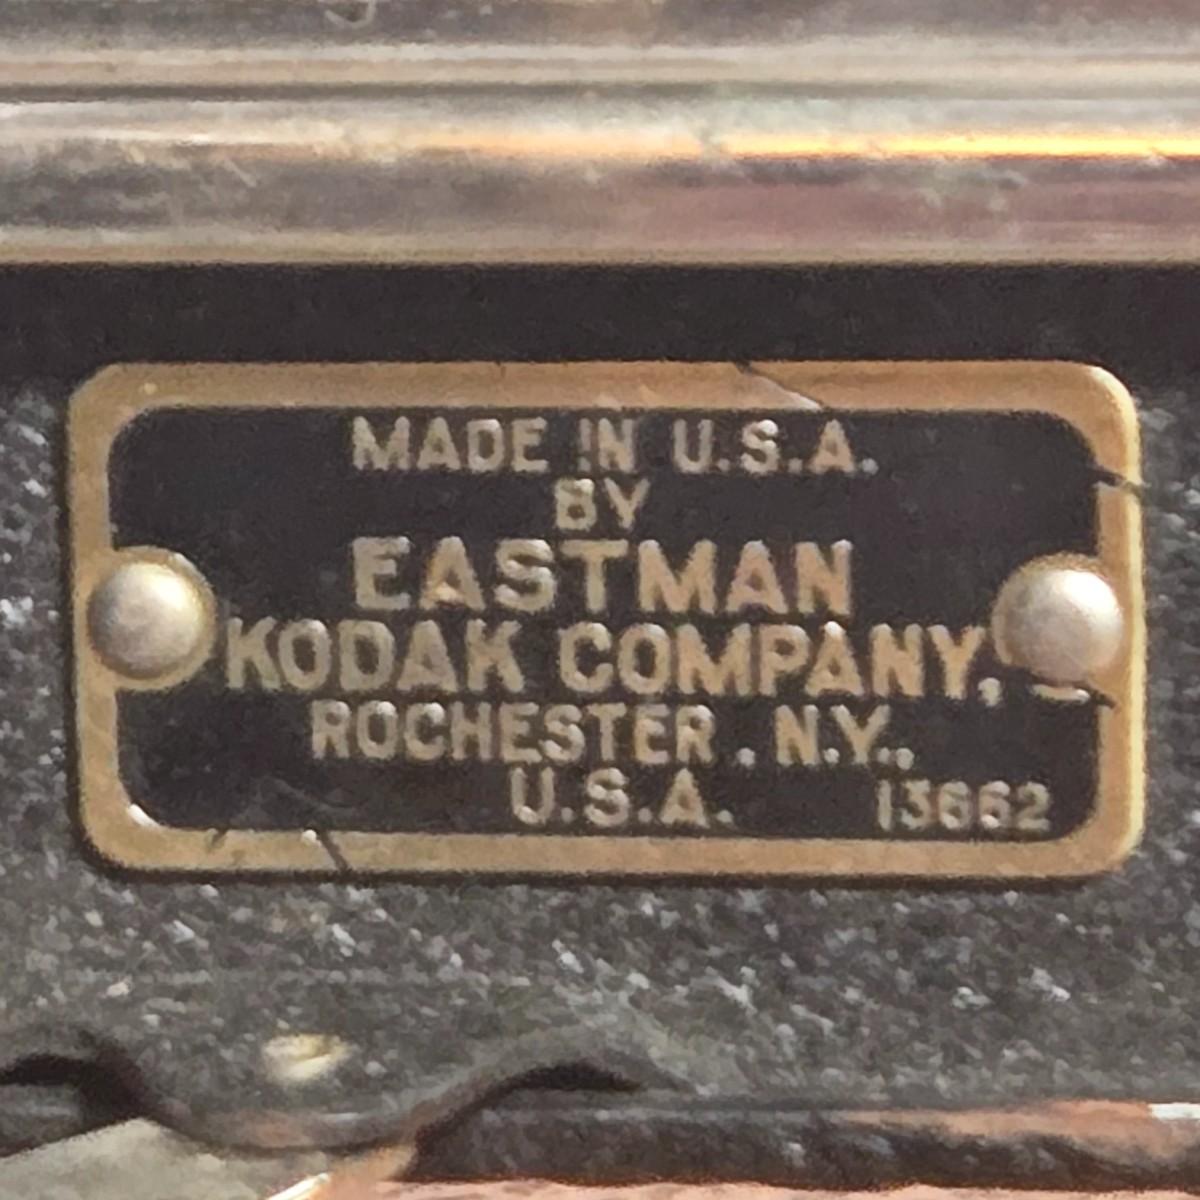 MADE IN U.S.A.
BY
EASTMAN
KODAK COMPANY,
ROCHESTER . N.Y.,
U.S.A. 13662